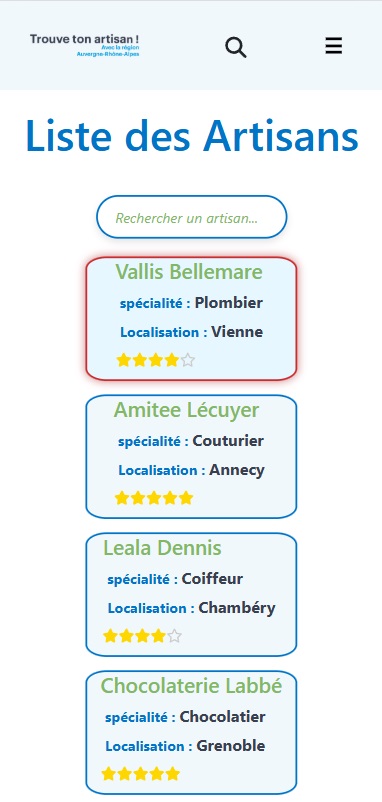 Trouve ton artisan !
Avec la région
Auvergne-Rhône-Alpes
Liste des Artisans
Rechercher un artisan...
Vallis Bellemare
spécialité : Plombier
Localisation : Vienne
Amitee Lécuyer
spécialité : Couturier
Localisation : Annecy
Leala Dennis
spécialité : Coiffeur
Localisation : Chambéry
Chocolaterie Labbé
spécialité : Chocolatier
Localisation : Grenoble